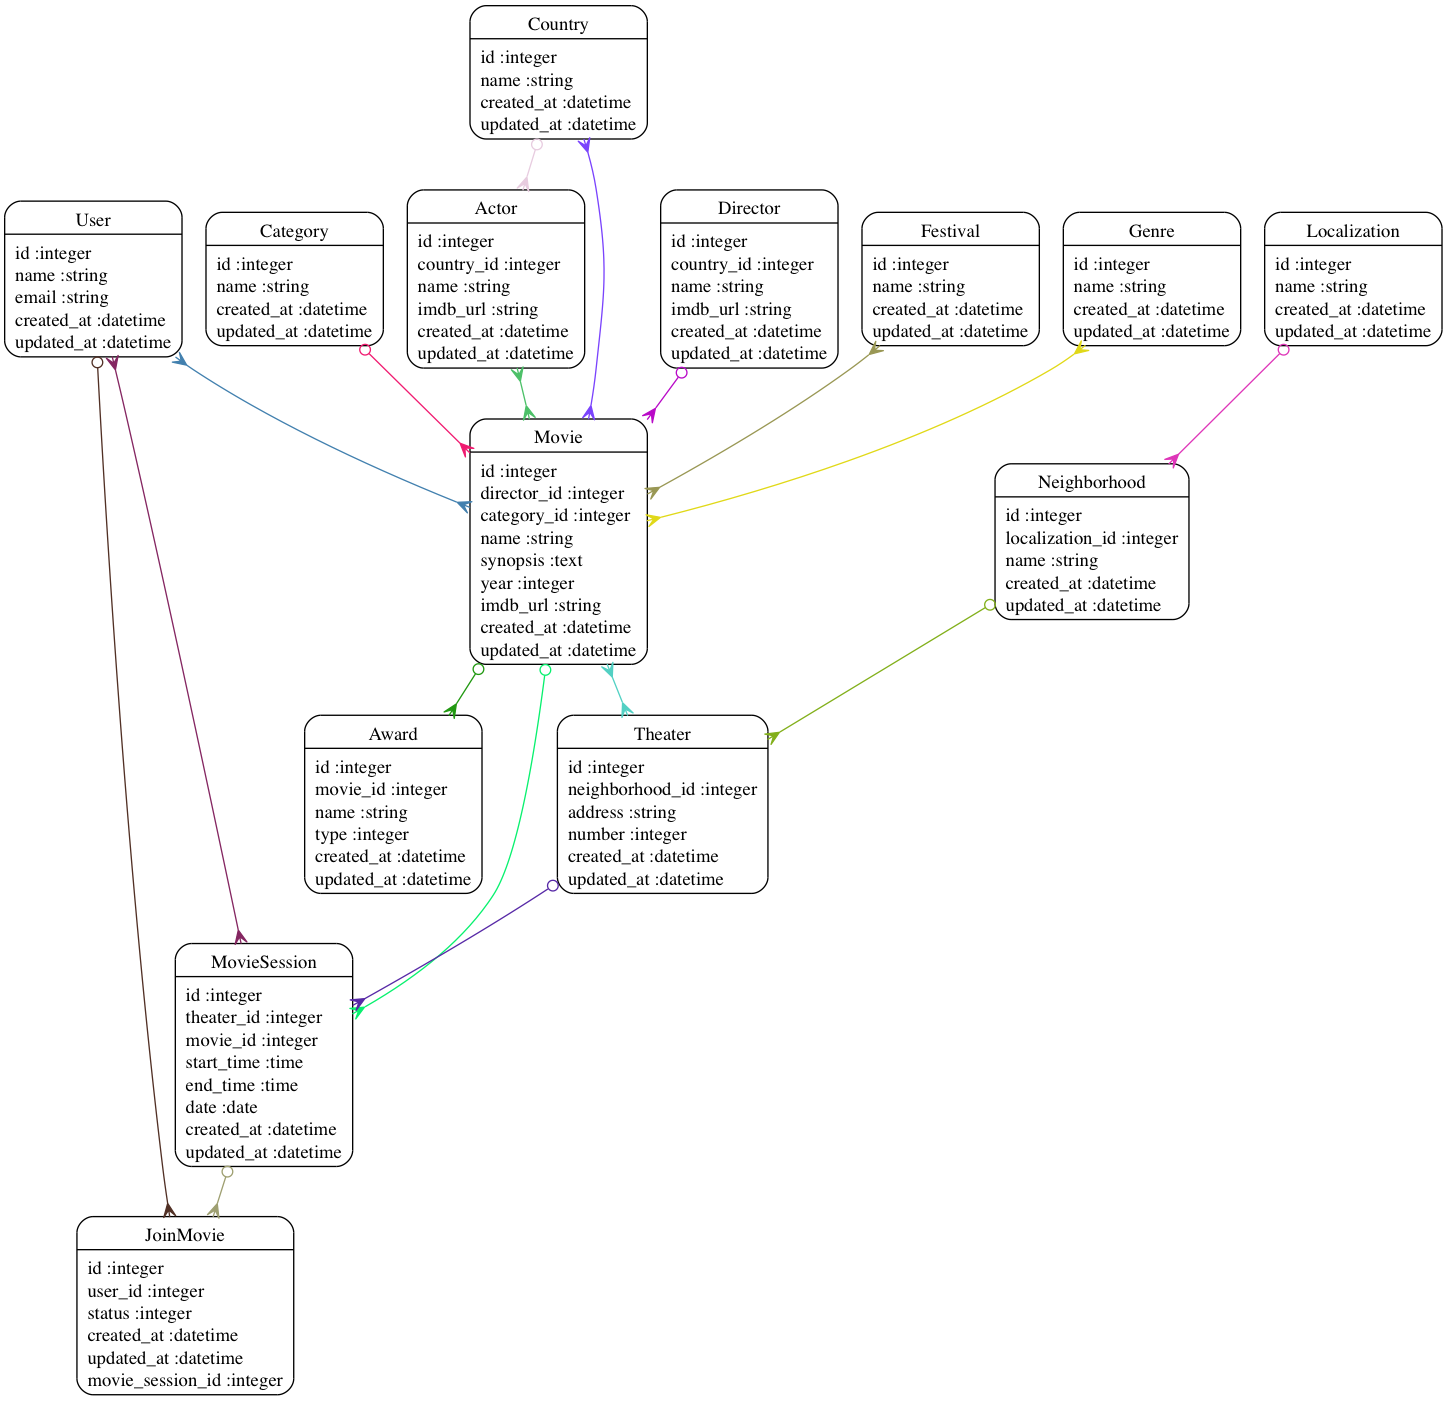 Country
id :integer
name :string
created_at :datetime
updated_at :datetime
User
id :integer
name :string
email :string
created_at :datetime
updated_at :datetime
Category
id :integer
name :string
created_at :datetime
updated_at :datetime
Actor
id :integer
country_id :integer
name :string
imdb_url :string
created_at :datetime
updated_at :datetime
Director
id :integer
country_id :integer
name :string
imdb_url :string
created_at :datetime
updated_at :datetime
Festival
id :integer
name :string
created_at :datetime
updated_at :datetime
Genre
id :integer
name :string
created_at :datetime
updated_at :datetime
Localization
id :integer
name :string
created_at :datetime
updated_at :datetime
Movie
id :integer
director_id :integer
category_id :integer
name :string
synopsis :text
year :integer
imdb_url :string
created_at :datetime
updated_at :datetime
Neighborhood
id :integer
localization_id :integer
name :string
created_at :datetime
updated_at :datetime
Award
id :integer
movie_id :integer
name :string
type :integer
created_at :datetime
updated_at :datetime
Theater
id :integer
neighborhood_id :integer
address :string
number :integer
created_at :datetime
updated_at :datetime
MovieSession
id :integer
theater_id :integer
movie_id :integer
start_time :time
end_time :time
date :date
created_at :datetime
updated_at :datetime
JoinMovie
id :integer
user_id :integer
status :integer
created_at :datetime
updated_at :datetime
movie_session_id :integer